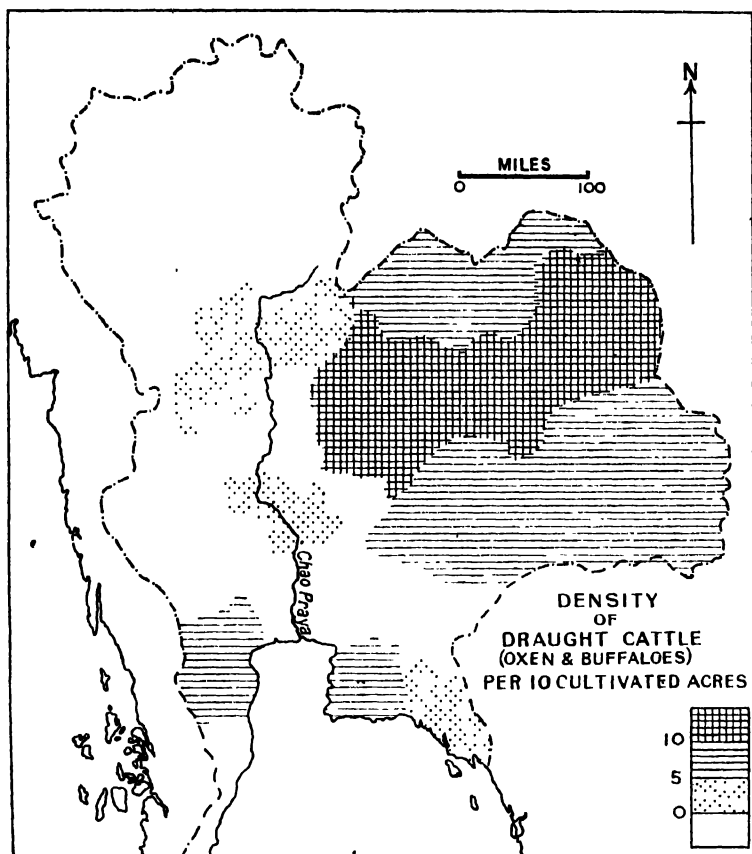 N
MILES
0 100
Chao Praya
DENSITY
OF
DRAUGHT CATTLE
(OXEN & BUFFALOES)
PER 10 CULTIVATED ACRES
10
5
0